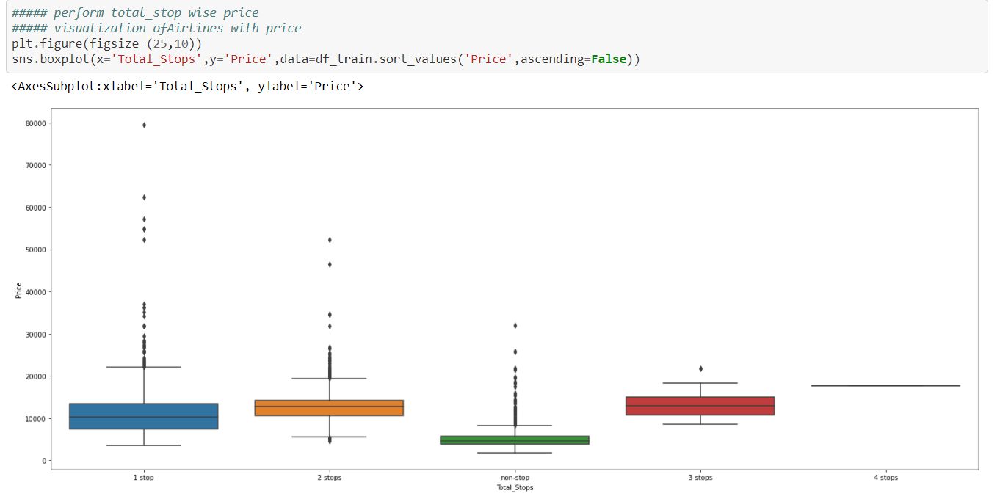 ##### perform total_stop wise price
##### visualization ofAirlines with price
plt.figure(figsize=(25,10))
sns.boxplot(x='Total_Stops',y='Price',data=df_train.sort_values('Price',ascending=False))
<AxesSubplot:xlabel='Total_Stops', ylabel='Price'>
80000
70000
60000
50000
40000
30000
20000
10000
0
Price
1 stop
2 stops
non-stop
3 stops
4 stops
Total_Stops